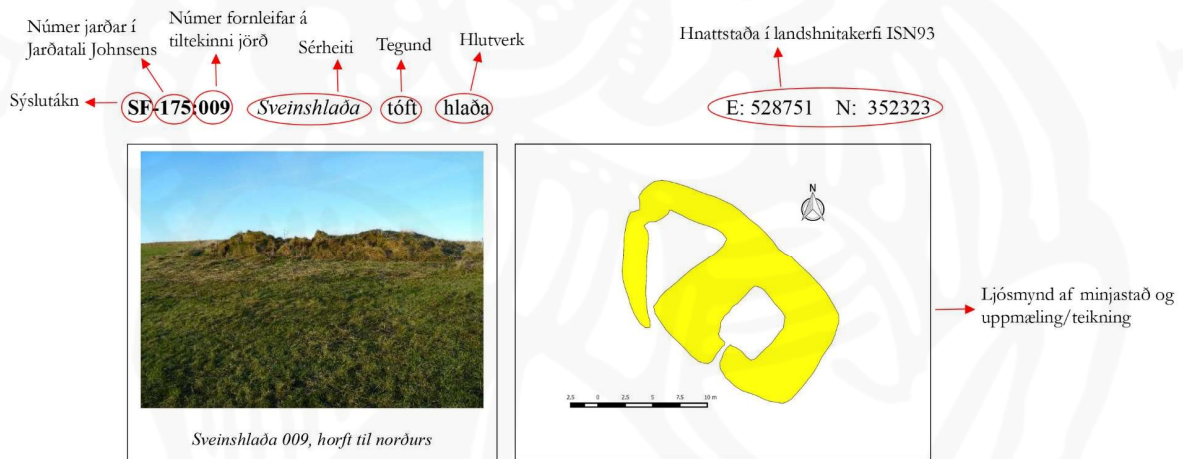 Númer jarðar í
Jarðatali Johnsens
Númer fornleifar á
tiltekinni jörð
Sérheiti
Tegund
Hlutverk
Hnattstaða í landshnitakerfi ISN93
Sýslutákn
SF-175:009 Sveinshlaða tóft hlaða E: 528751 N: 352323
N
Ljósmynd af minjastað og
uppmæling/teikning
2,5 0 2,5 5 7,5 10 m
Sveinshlaða 009, horft til norðurs